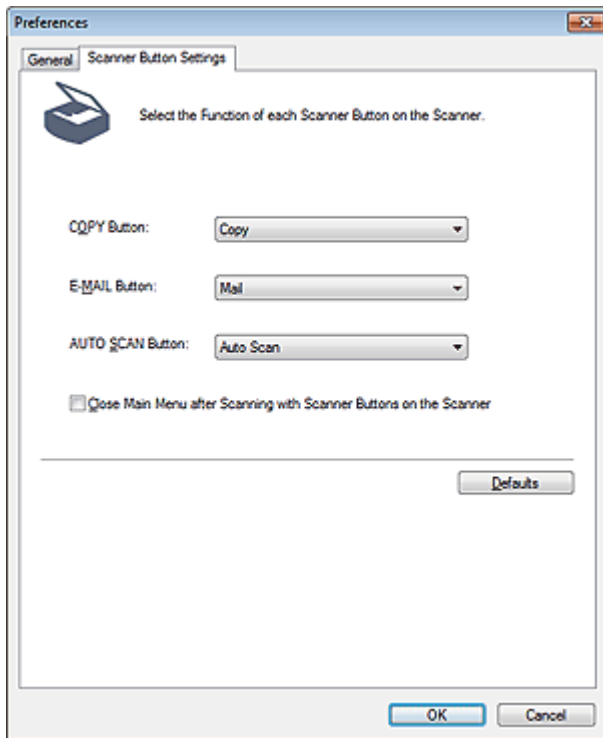 Preferences
General Scanner Button Settings
Select the Function of each Scanner Button on the Scanner.
COPY Button: Copy
E-MAIL Button: Mail
AUTO SCAN Button: Auto Scan
Close Main Menu after Scanning with Scanner Buttons on the Scanner
Defaults
OK Cancel